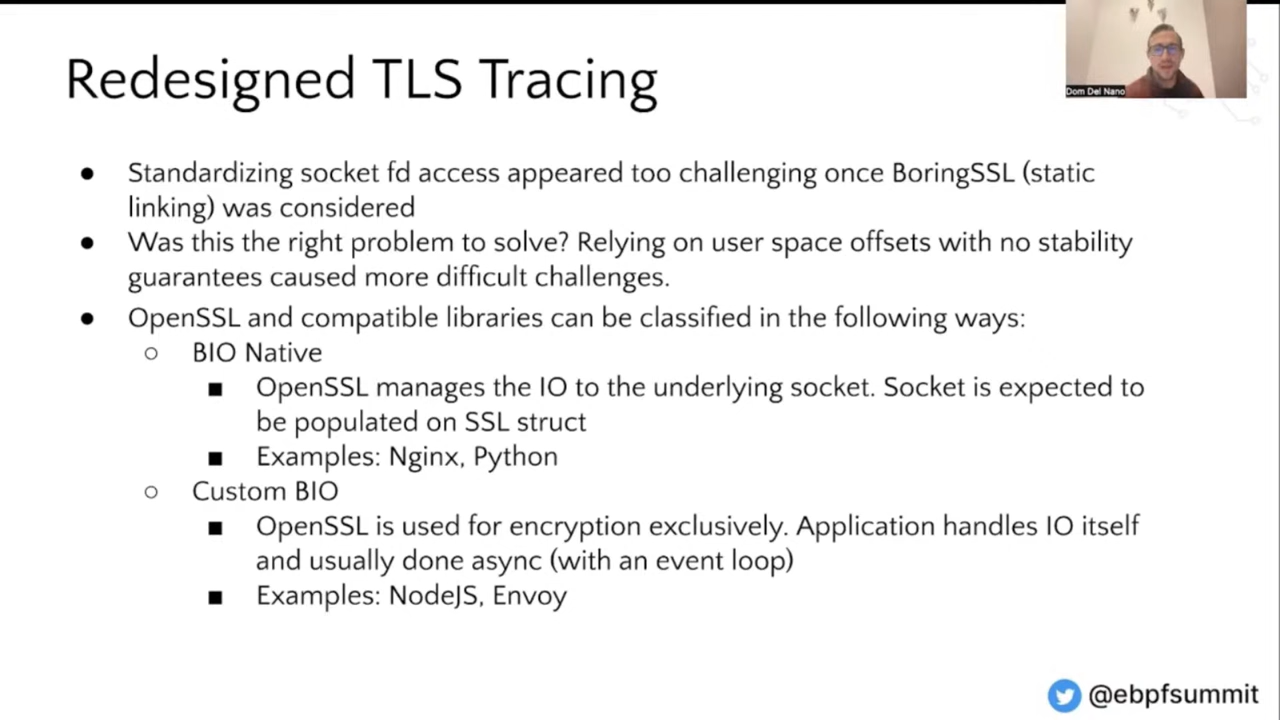 Redesigned TLS Tracing
Dom Del Nano
● Standardizing socket fd access appeared too challenging once BoringSSL (static
linking) was considered
● Was this the right problem to solve? Relying on user space offsets with no stability
guarantees caused more difficult challenges.
● OpenSSL and compatible libraries can be classified in the following ways:
○ BIO Native
■ OpenSSL manages the IO to the underlying socket. Socket is expected to
be populated on SSL struct
■ Examples: Nginx, Python
○ Custom BIO
■ OpenSSL is used for encryption exclusively. Application handles IO itself
and usually done async (with an event loop)
■ Examples: NodeJS, Envoy
@ebpfsummit